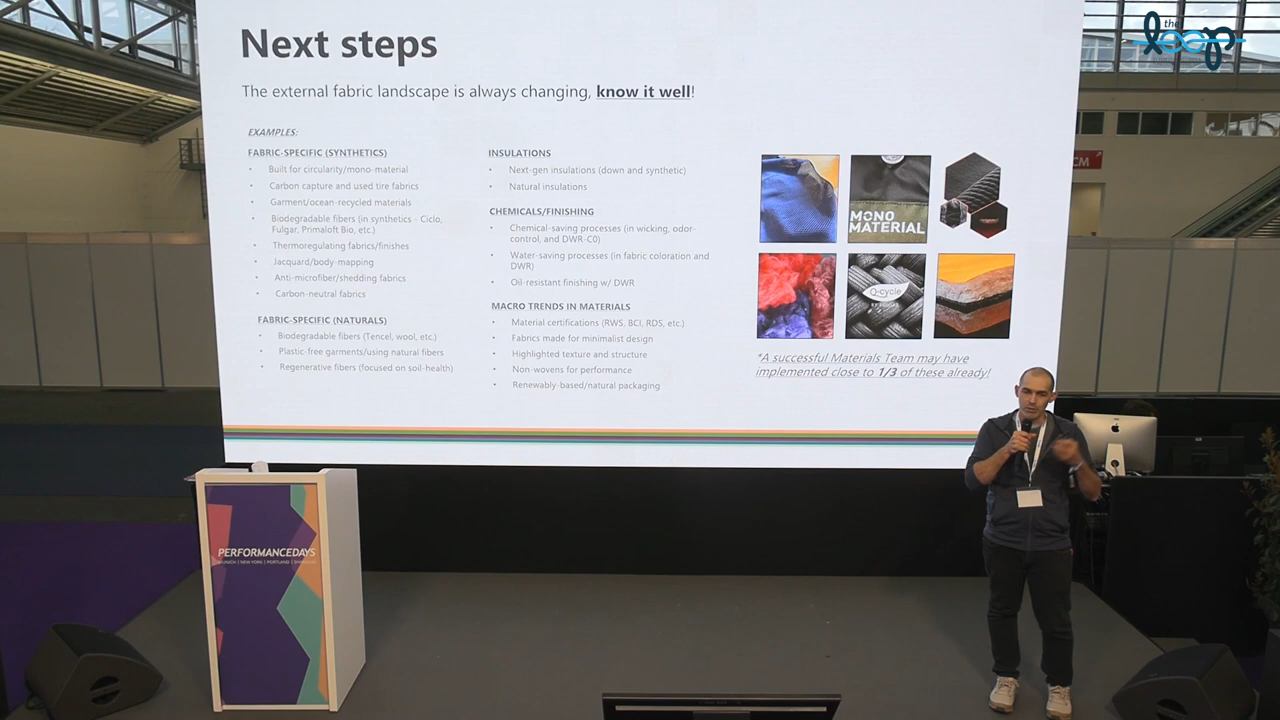 Next steps
The external fabric landscape is always changing, know it well!
EXAMPLES:
FABRIC-SPECIFIC (SYNTHETICS)
• Built for circularity/mono-material
• Carbon capture and used tire fabrics
• Garment/ocean-recycled materials
• Biodegradable fibers (in synthetics - Ciclo,
Fulgar, Primaloft Bio, etc.)
• Thermoregulating fabrics/finishes
• Jacquard/body-mapping
• Anti-microfiber/shedding fabrics
• Carbon-neutral fabrics
FABRIC-SPECIFIC (NATURALS)
• Biodegradable fibers (Tencel, wool, etc.)
• Plastic-free garments/using natural fibers
• Regenerative fibers (focused on soil-health)
INSULATIONS
• Next-gen insulations (down and synthetic)
• Natural insulations
CHEMICALS/FINISHING
• Chemical-saving processes (in wicking, odor-
control, and DWR-C0)
• Water-saving processes (in fabric coloration and
DWR)
• Oil-resistant finishing w/ DWR
MACRO TRENDS IN MATERIALS
• Material certifications (RWS, BCI, RDS, etc.)
• Fabrics made for minimalist design
• Highlighted texture and structure
• Non-wovens for performance
• Renewably-based/natural packaging
MONO
MATERIAL
Q-cycle
*A successful Materials Team may have
implemented close to 1/3 of these already!
the
loop
CM
PERFORMANCEDAYS
MUNICH | NEW YORK | PORTLAND | SHANGHAI